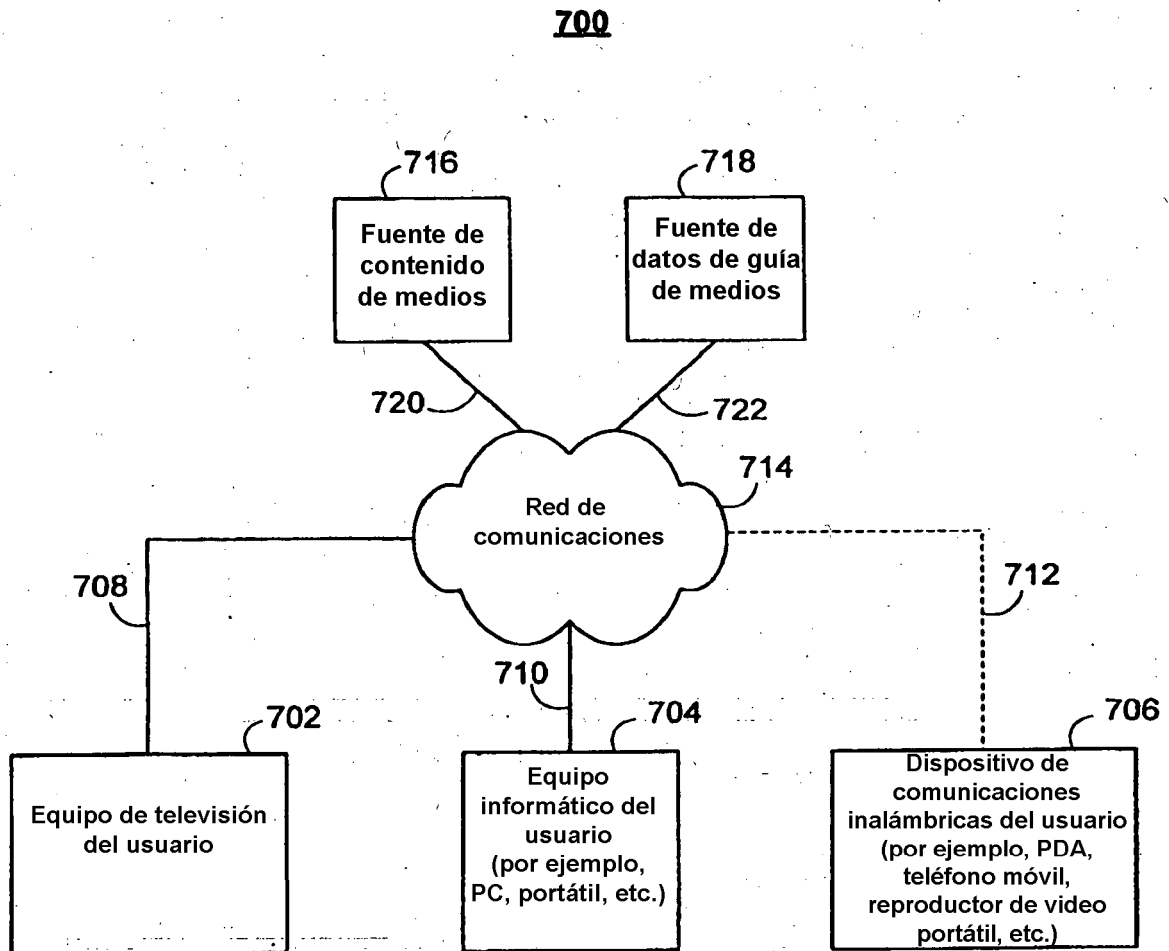 700
716
718
Fuente de
contenido
de medios
Fuente de
datos de guía
de medios
720
722
714
Red de
comunicaciones
708
712
710
702
704
706
Equipo de televisión
del usuario
Equipo
informático del
usuario
(por ejemplo,
PC, portátil, etc.)
Dispositivo de
comunicaciones
inalámbricas del usuario
(por ejemplo, PDA,
teléfono móvil,
reproductor de video
portátil, etc.)